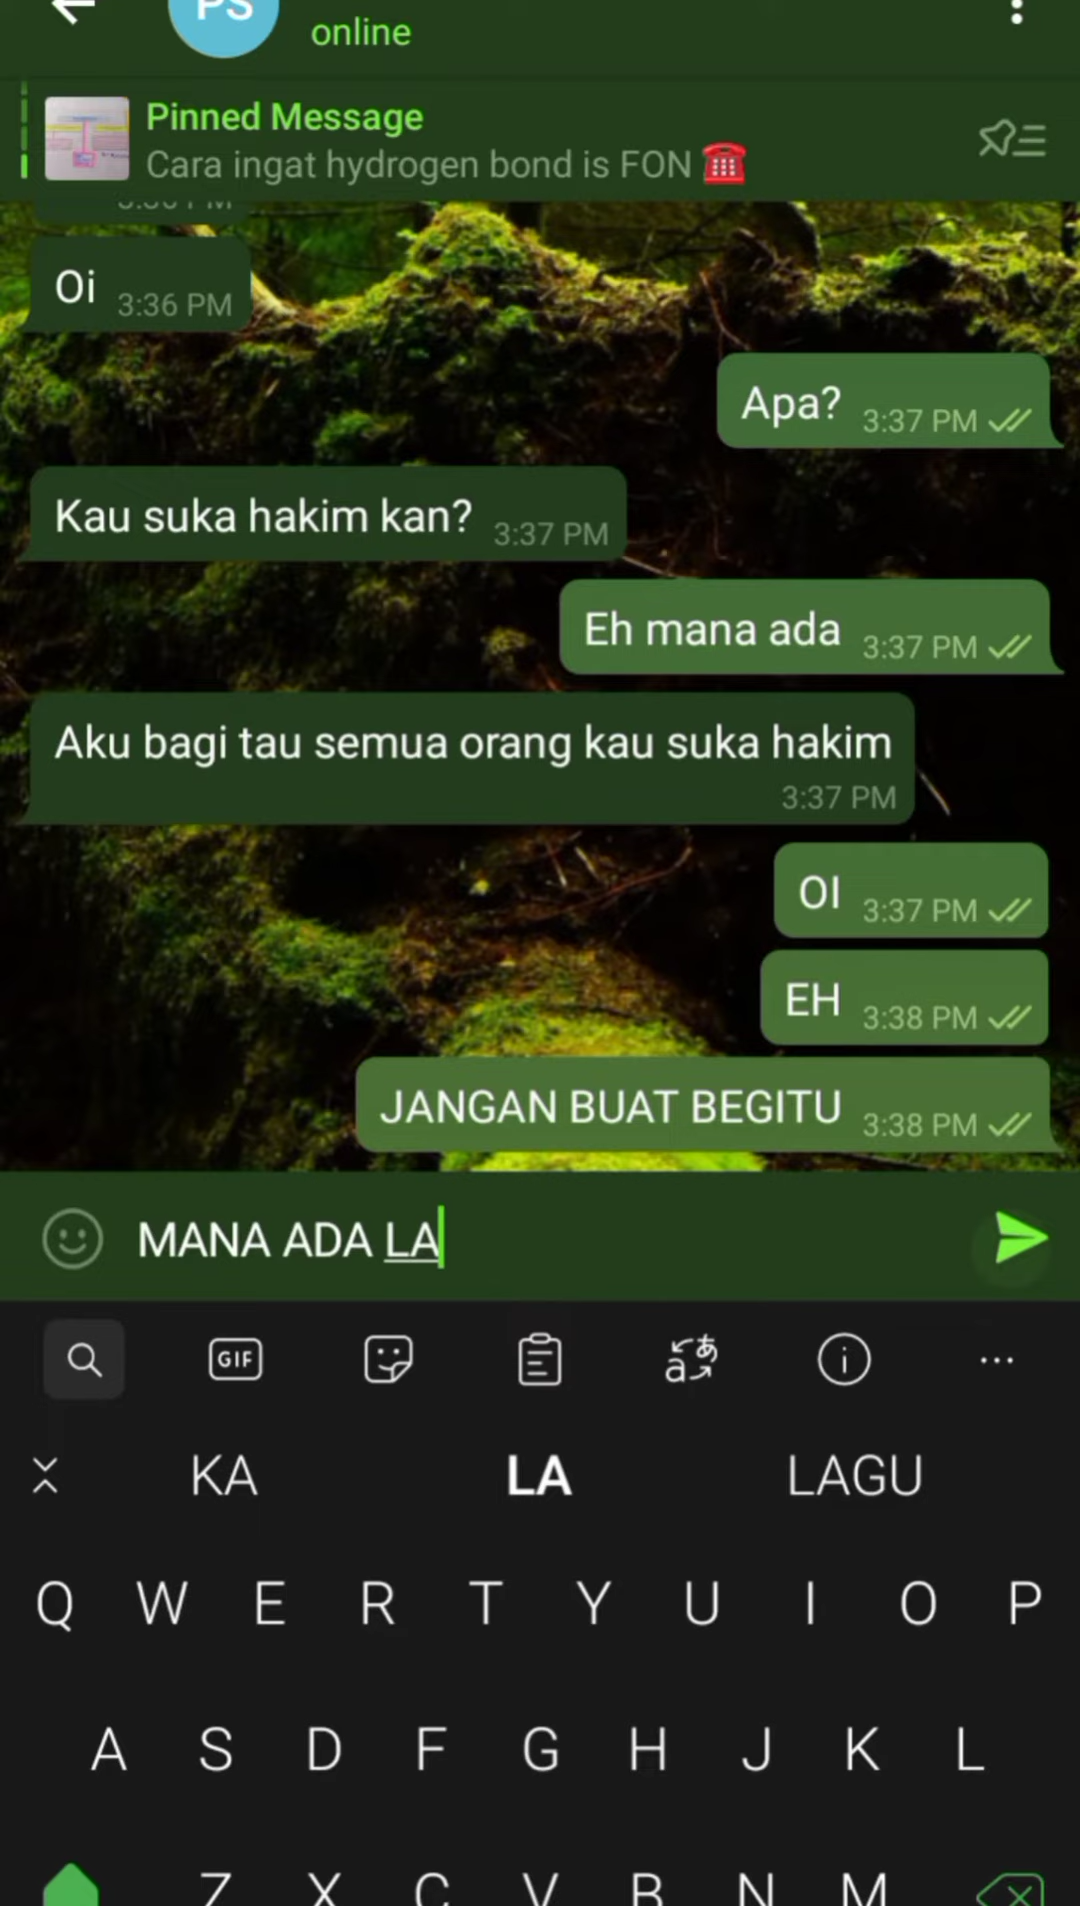 PS
online
Pinned Message
Cara ingat hydrogen bond is FON ☎️
Oi 3:36 PM
Apa? 3:37 PM
Kau suka hakim kan? 3:37 PM
Eh mana ada 3:37 PM
Aku bagi tau semua orang kau suka hakim
3:37 PM
OI 3:37 PM
EH 3:38 PM
JANGAN BUAT BEGITU 3:38 PM
MANA ADA LA
GIF
KA LA LAGU
Q W E R T Y U I O P
A S D F G H J K L
Z X C V B N M